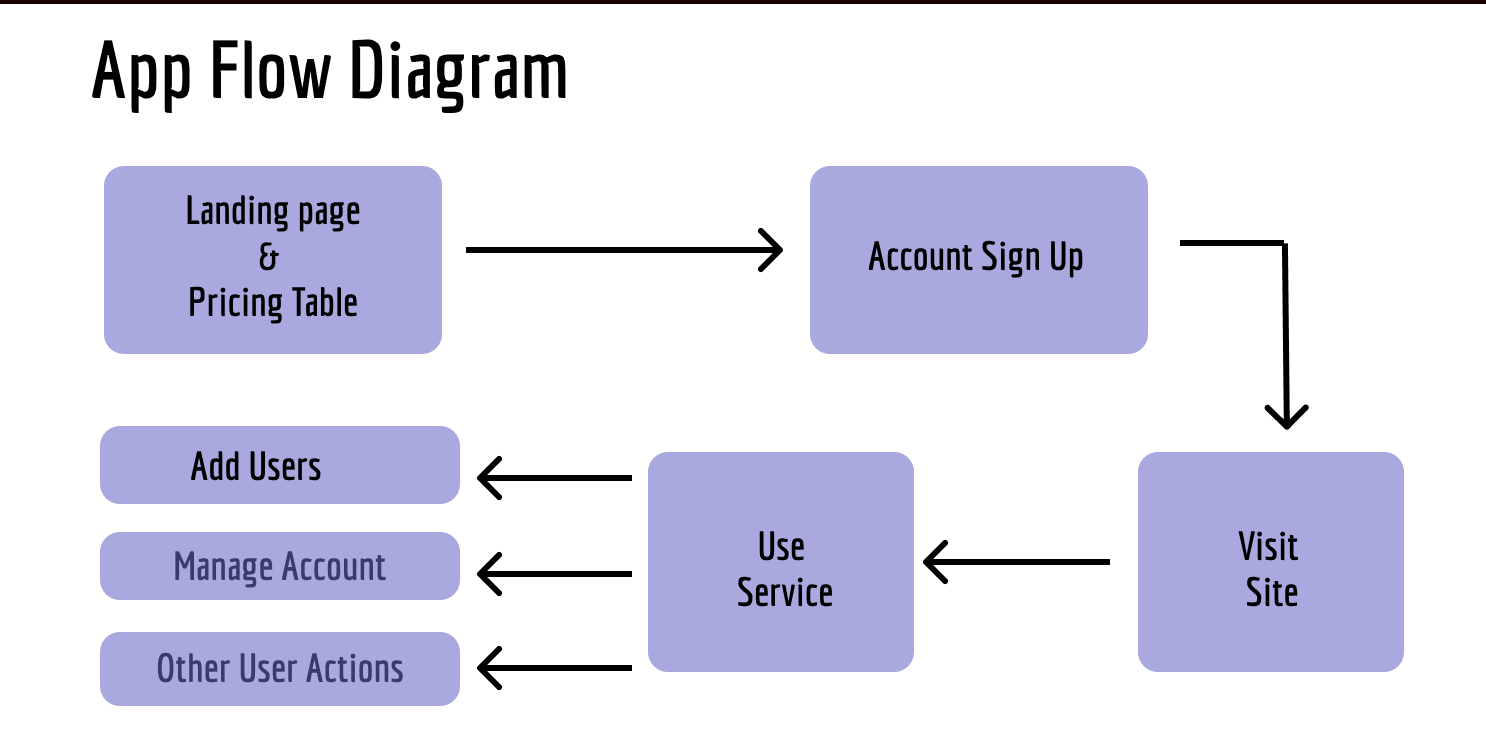 App Flow Diagram
Landing page
&
Pricing Table
Account Sign Up
Visit
Site
Use
Service
Add Users
Manage Account
Other User Actions